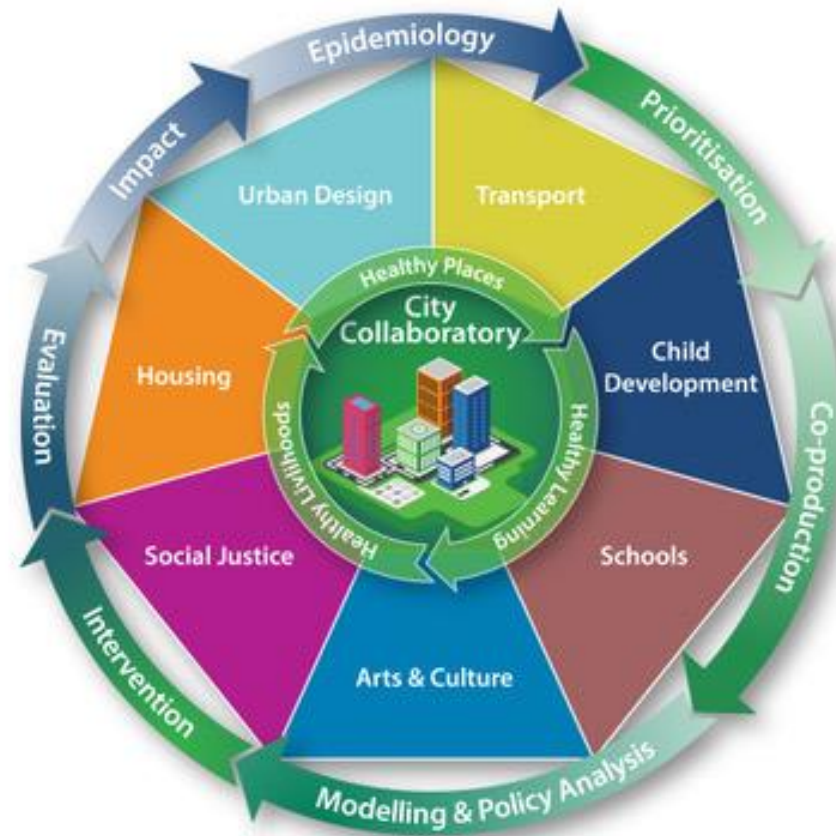 Epidemiology
Prioritisation
Co-production
Modelling & Policy Analysis
Intervention
Evaluation
Impact
Urban Design
Transport
Child
Development
Schools
Arts & Culture
Social Justice
Housing
Healthy Places
Healthy Learning
Healthy Livlihoods
City
Collaboratory